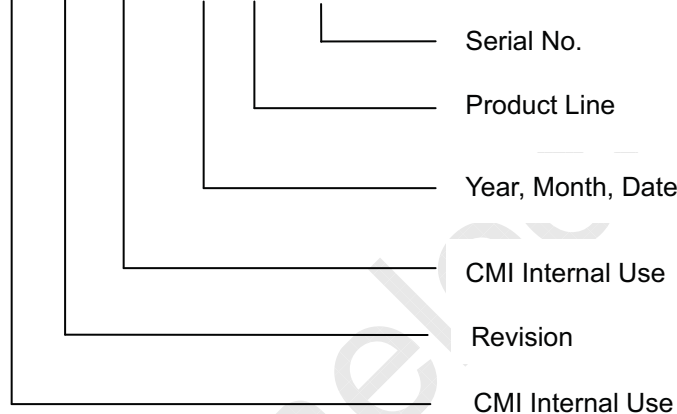 Serial No.
Product Line
Year, Month, Date
CMI Internal Use
Revision
CMI Internal Use